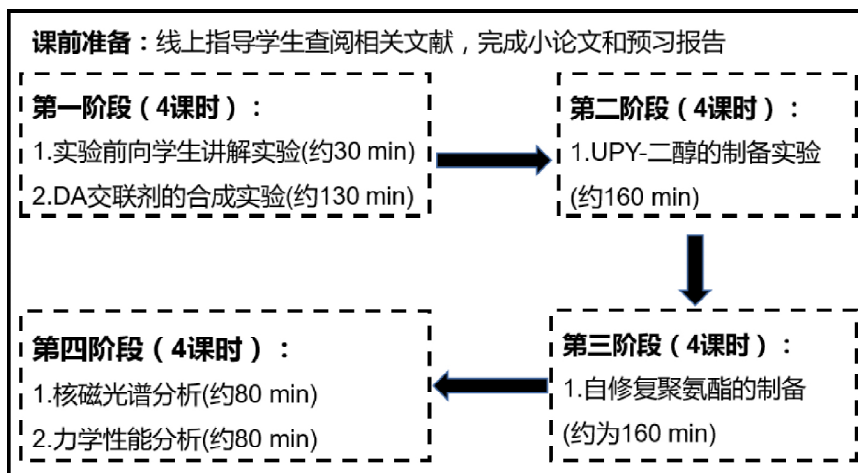 课前准备：线上指导学生查阅相关文献，完成小论文和预习报告
第一阶段（4课时）：
1.实验前向学生讲解实验(约30 min)
2.DA交联剂的合成实验(约130 min)
第二阶段（4课时）：
1.UPY-二醇的制备实验
(约160 min)
第三阶段（4课时）：
1.自修复聚氨酯的制备
(约为160 min)
第四阶段（4课时）：
1.核磁光谱分析(约80 min)
2.力学性能分析(约80 min)